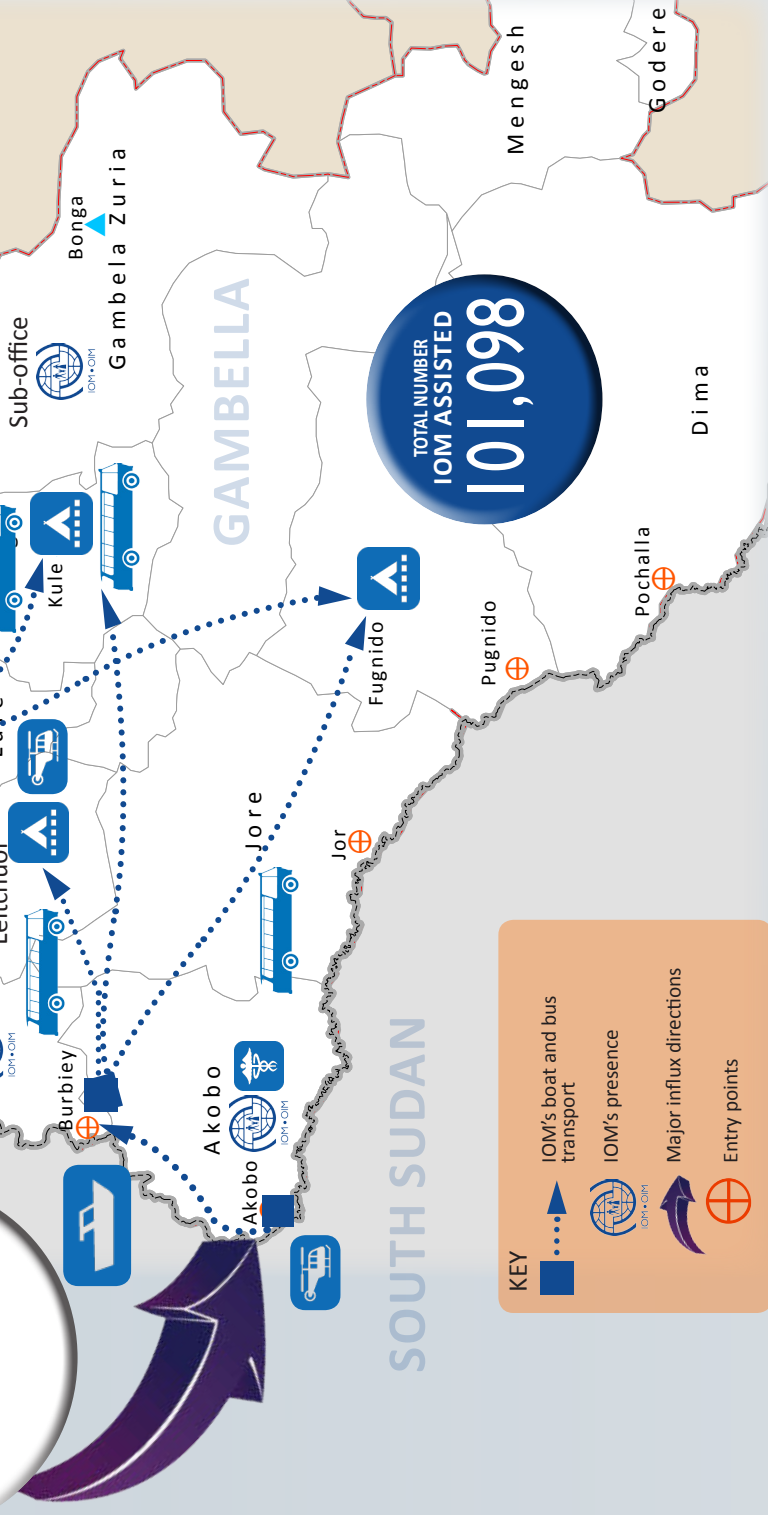 Sub-office
IOM•OIM
Bonga
Gambela Zuria
Mengesh
Godere
GAMBELLA
Kule
TOTAL NUMBER
IOM ASSISTED
101,098
Dima
Fugnido
Pugnido
Pochalla
Jore
Jor
IOM•OIM
Burbiey
Akobo
IOM•OIM
Akobo
SOUTH SUDAN
KEY
IOM's boat and bus
transport
IOM's presence
IOM•OIM
Major influx directions
Entry points